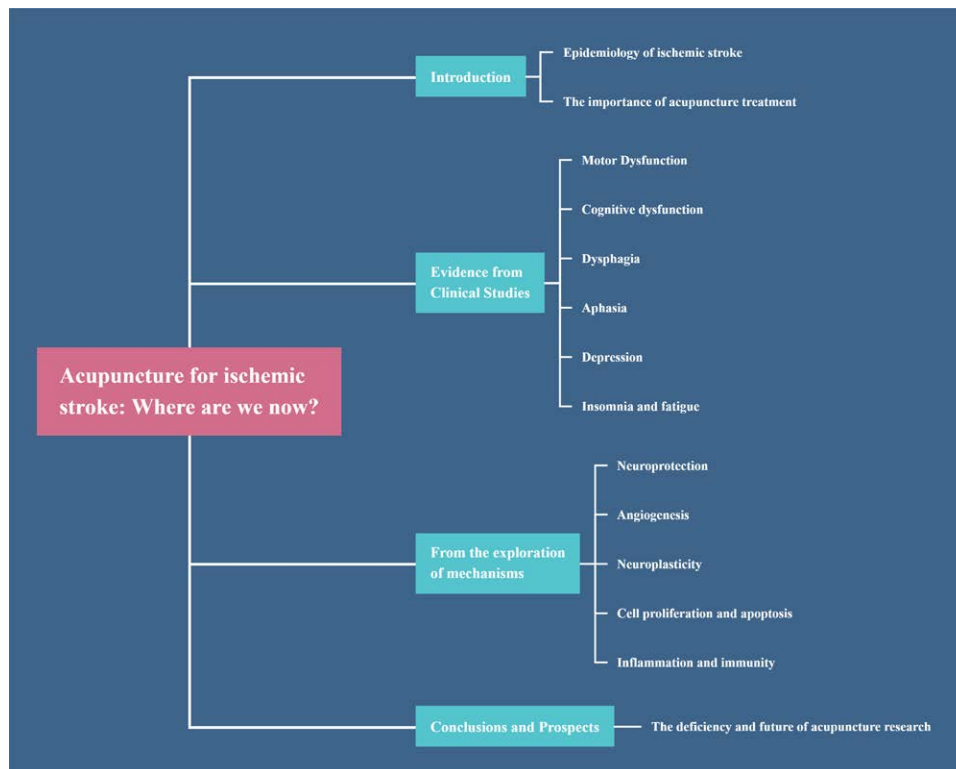 Acupuncture for ischemic
stroke: Where are we now?
Introduction
Epidemiology of ischemic stroke
The importance of acupuncture treatment
Evidence from
Clinical Studies
Motor Dysfunction
Cognitive dysfunction
Dysphagia
Aphasia
Depression
Insomnia and fatigue
From the exploration
of mechanisms
Neuroprotection
Angiogenesis
Neuroplasticity
Cell proliferation and apoptosis
Inflammation and immunity
Conclusions and Prospects
The deficiency and future of acupuncture research